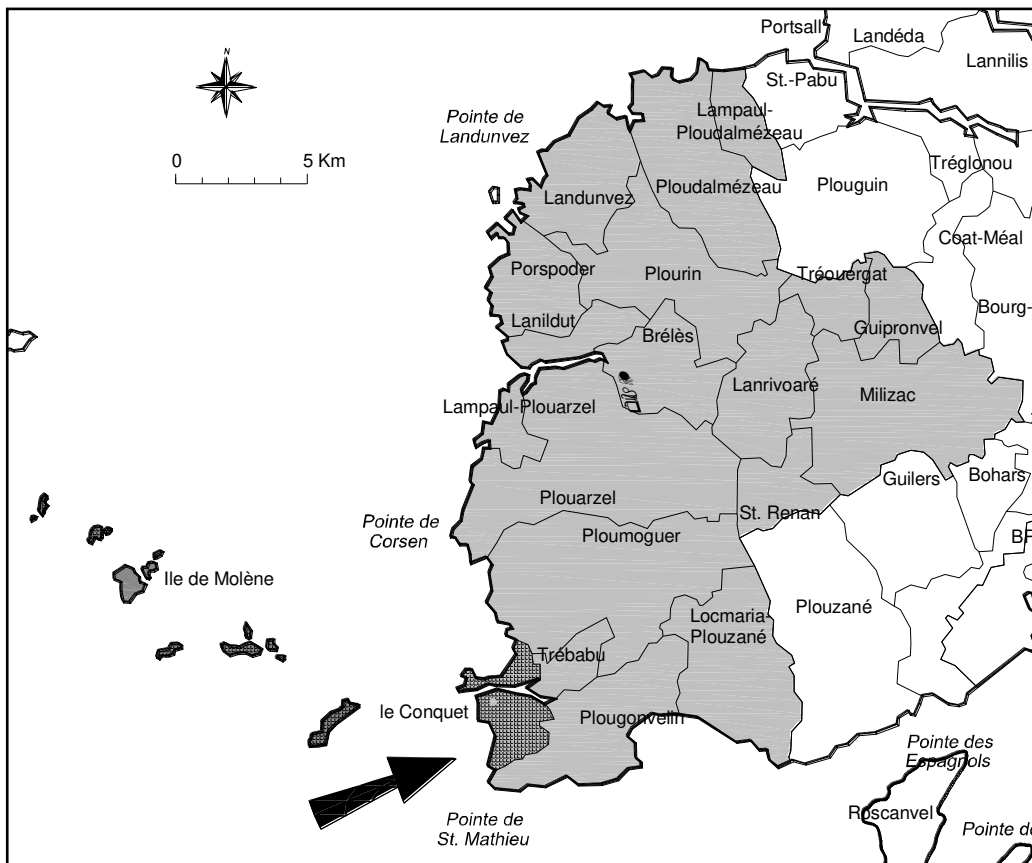 Portsall
Landéda
Lannilis
N
St.-Pabu
Pointe de
Landunvez
Lampaul-
Ploudalmézeau
0 5 Km
Tréglonou
Ploudalmézeau
Plouguin
Landunvez
Coat-Méal
Porspoder
Plourin
Tréouergat
Bourg-
Lanildut
Guipronvel
Brélès
Lanrivoaré
Milizac
Lampaul-Plouarzel
Guilers
Bohars
Plouarzel
St. Renan
Pointe de
Corsen
Ploumoguer
BR
Ile de Molène
Plouzané
Locmaria-
Plouzané
Trébabu
le Conquet
Plougonvelin
Pointe des
Espagnols
Pointe de
St. Mathieu
Roscanvel
Pointe de